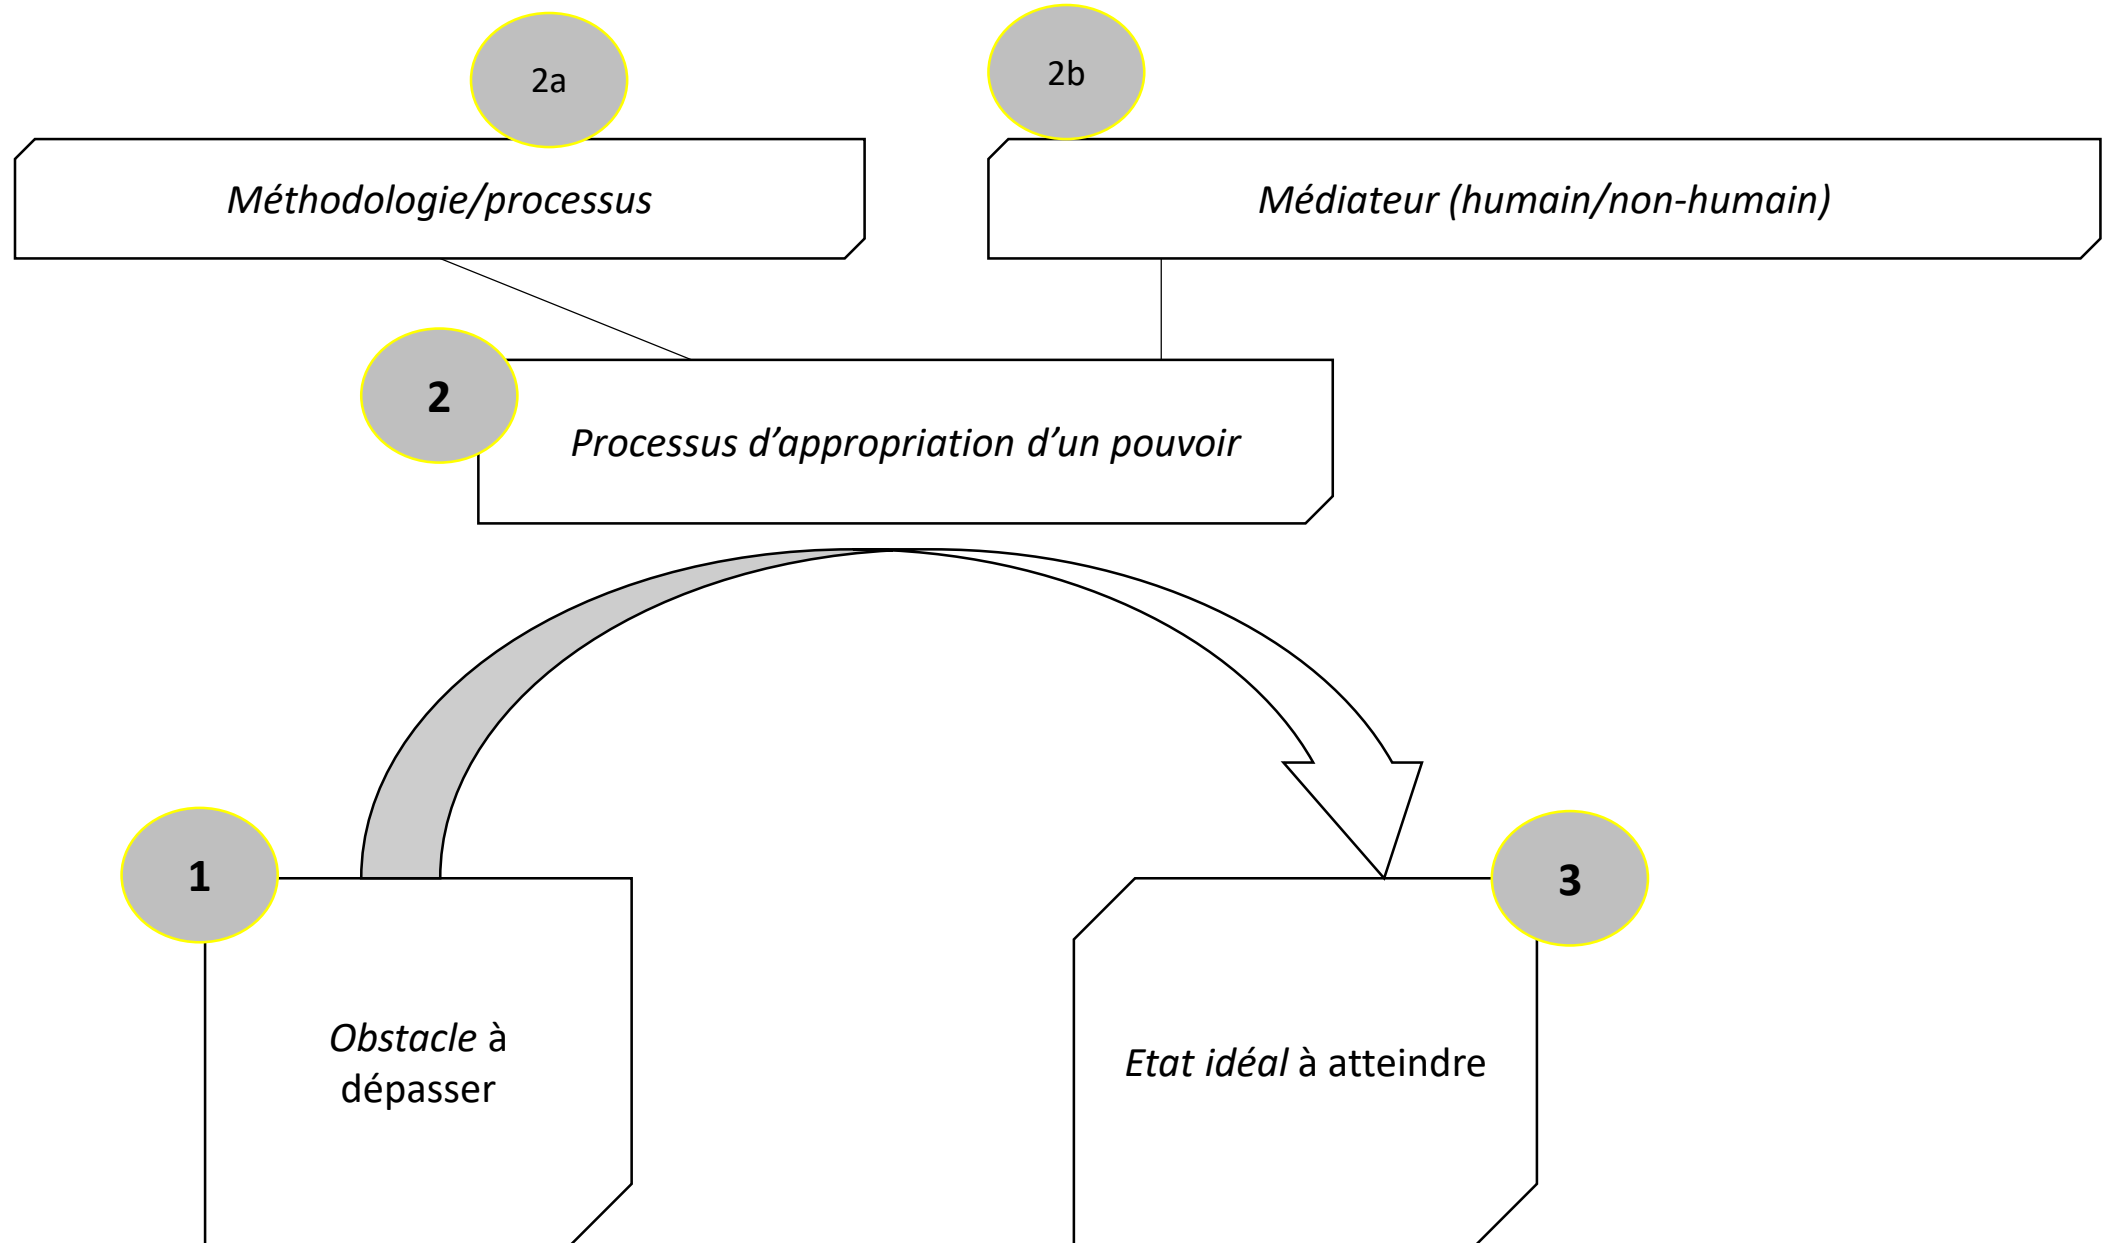 2a
2b
Méthodologie/processus
Médiateur (humain/non-humain)
2
Processus d’appropriation d’un pouvoir
1
3
Obstacle à
dépasser
Etat idéal à atteindre